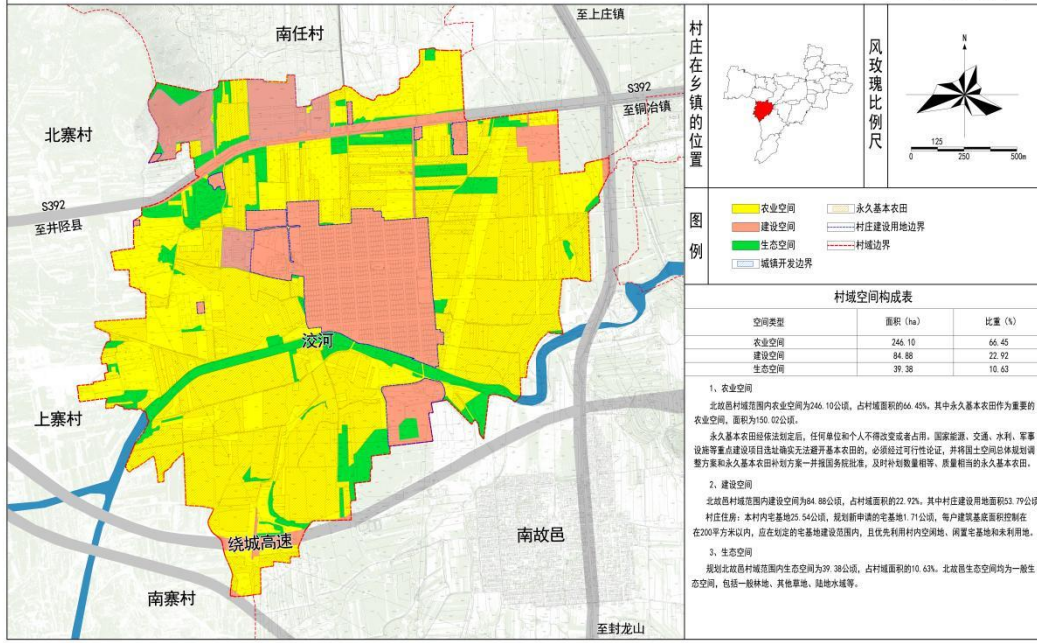 南任村
至上庄镇
S392
至铜冶镇
北寨村
S392
至井陉县
洨河
上寨村
绕城高速
南故邑
南寨村
至封龙山
村庄在乡镇的位置
风玫瑰比例尺
N
125
0 250 500m
图例
农业空间
永久基本农田
建设空间
村庄建设用地边界
生态空间
村域边界
城镇开发边界
村域空间构成表
空间类型 面积（ha） 比重（%）
农业空间 246.10 66.45
建设空间 84.88 22.92
生态空间 39.38 10.63
1、农业空间
北故邑村域范围内农业空间为246.10公顷，占村域面积的66.45%。其中永久基本农田作为重要的
农业空间，面积为150.02公顷。
永久基本农田经依法划定后，任何单位和个人不得改变或者占用。国家能源、交通、水利、军事
设施等重点建设项目选址确实无法避开基本农田的，必须经过可行性论证，并将国土空间总体规划调
整方案和永久基本农田补划方案一并报国务院批准，及时补划数量相等、质量相当的永久基本农田。
2、建设空间
北故邑村域范围内建设空间为84.88公顷，占村域面积的22.92%。其中村庄建设用地面积53.79公顷
村庄住房：本村内宅基地25.54公顷，规划新申请的宅基地1.71公顷，每户建筑基底面积控制在
在200平方米以内，应在划定的宅基地建设范围内，且优先利用村内空闲地、闲置宅基地和未利用地。
3、生态空间
规划北故邑村域范围内生态空间为39.38公顷，占村域面积的10.63%。北故邑生态空间均为一般生
态空间，包括一般林地、其他草地、陆地水域等。